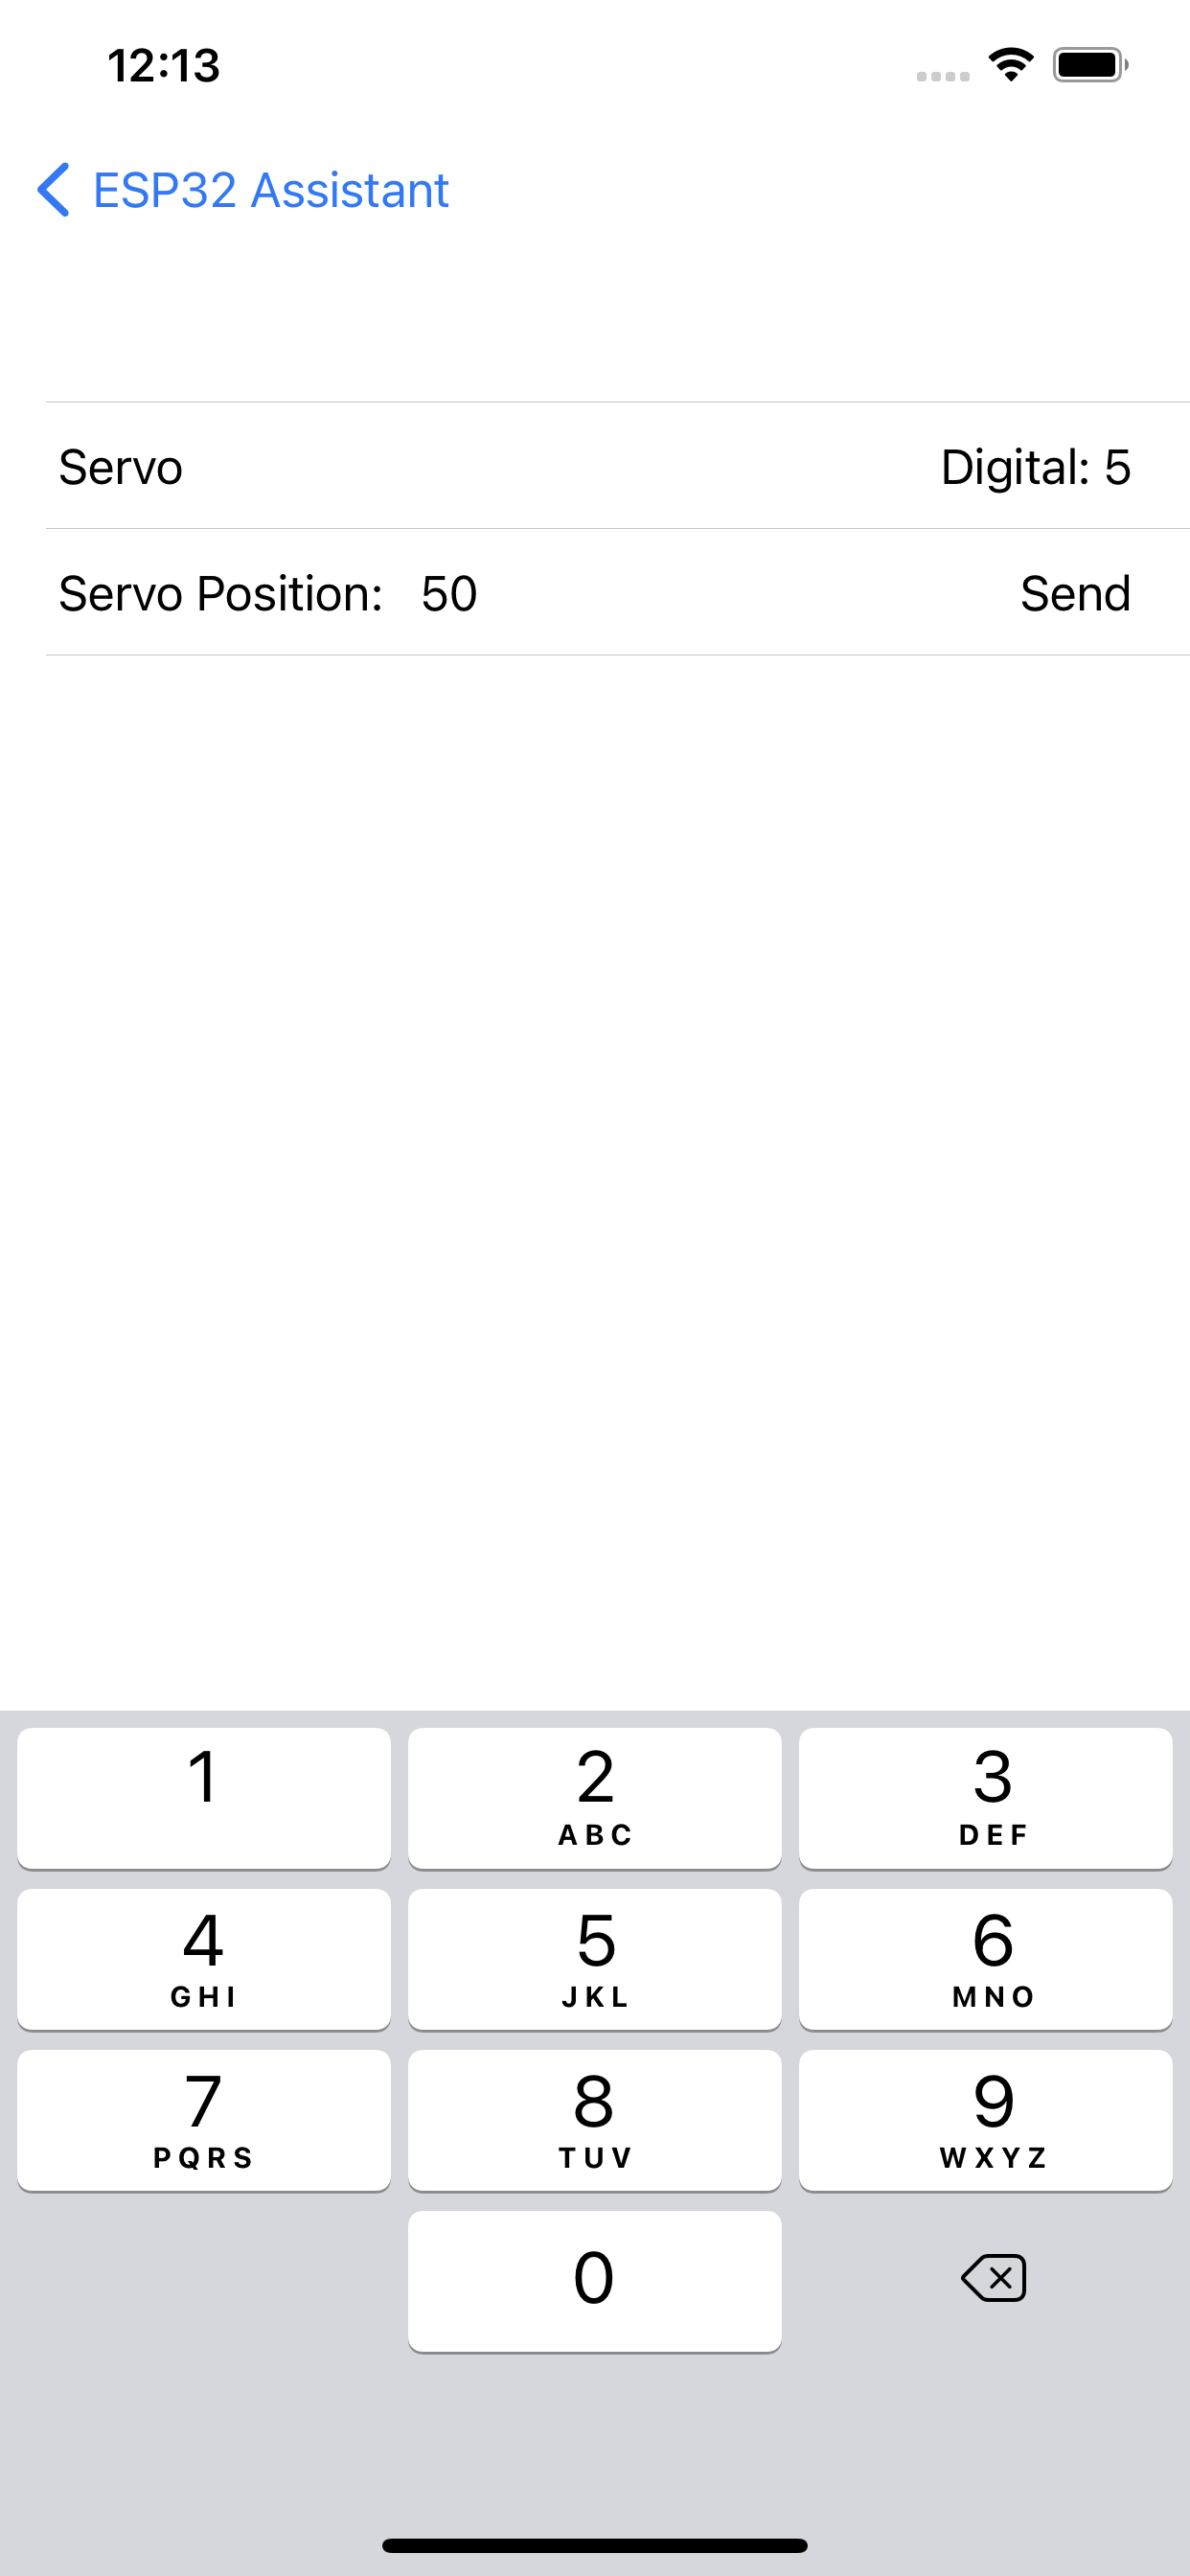 12:13
ESP32 Assistant
Servo Digital: 5
Servo Position: 50 Send
1 2 3
ABC DEF
4 5 6
GHI JKL MNO
7 8 9
PQRS TUV WXYZ
0